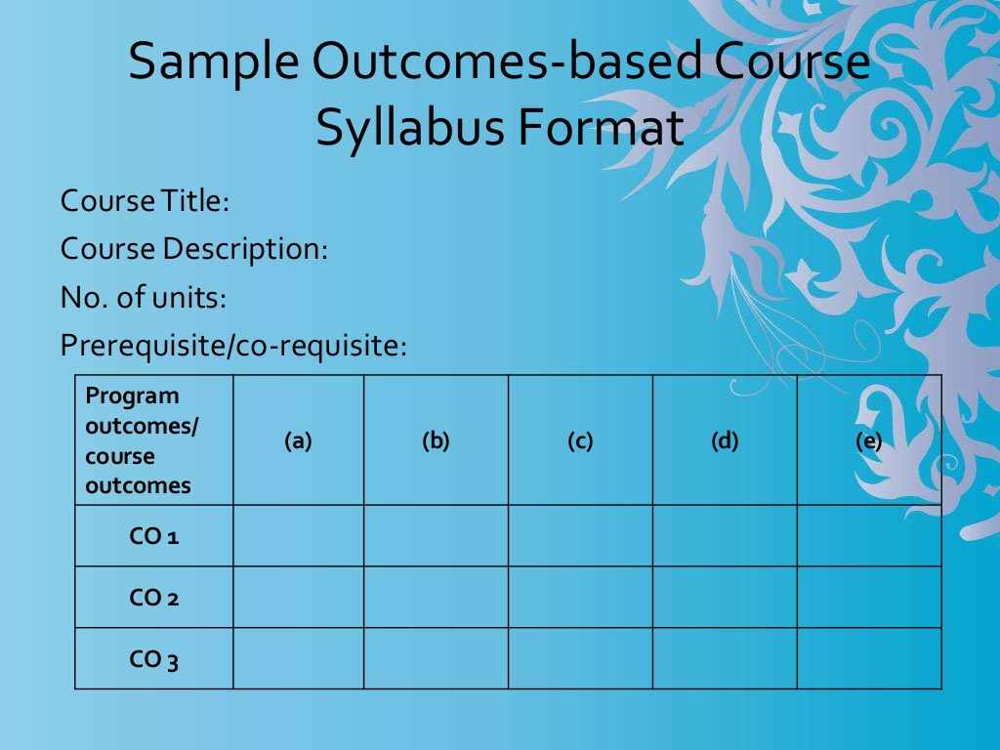 Sample Outcomes-based Course
Syllabus Format
Course Title:
Course Description:
No. of units:
Prerequisite/co-requisite:
Program
outcomes/
course
outcomes
(a) (b) (c) (d) (e)
CO 1
CO 2
CO 3